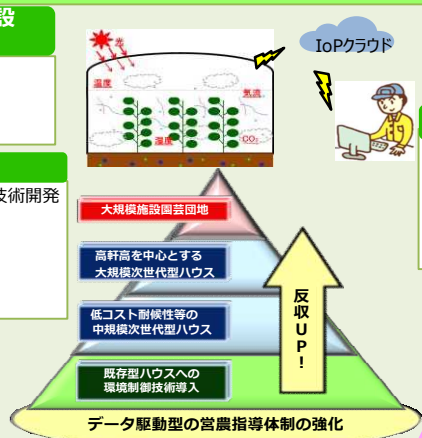 設
技術開発
光
IoPクラウド
温度
気流
湿度
CO₂
大規模施設園芸団地
高軒高を中心とする
大規模次世代型ハウス
低コスト耐候性等の
中規模次世代型ハウス
既存型ハウスへの
環境制御技術導入
反収UP！
データ駆動型の営農指導体制の強化